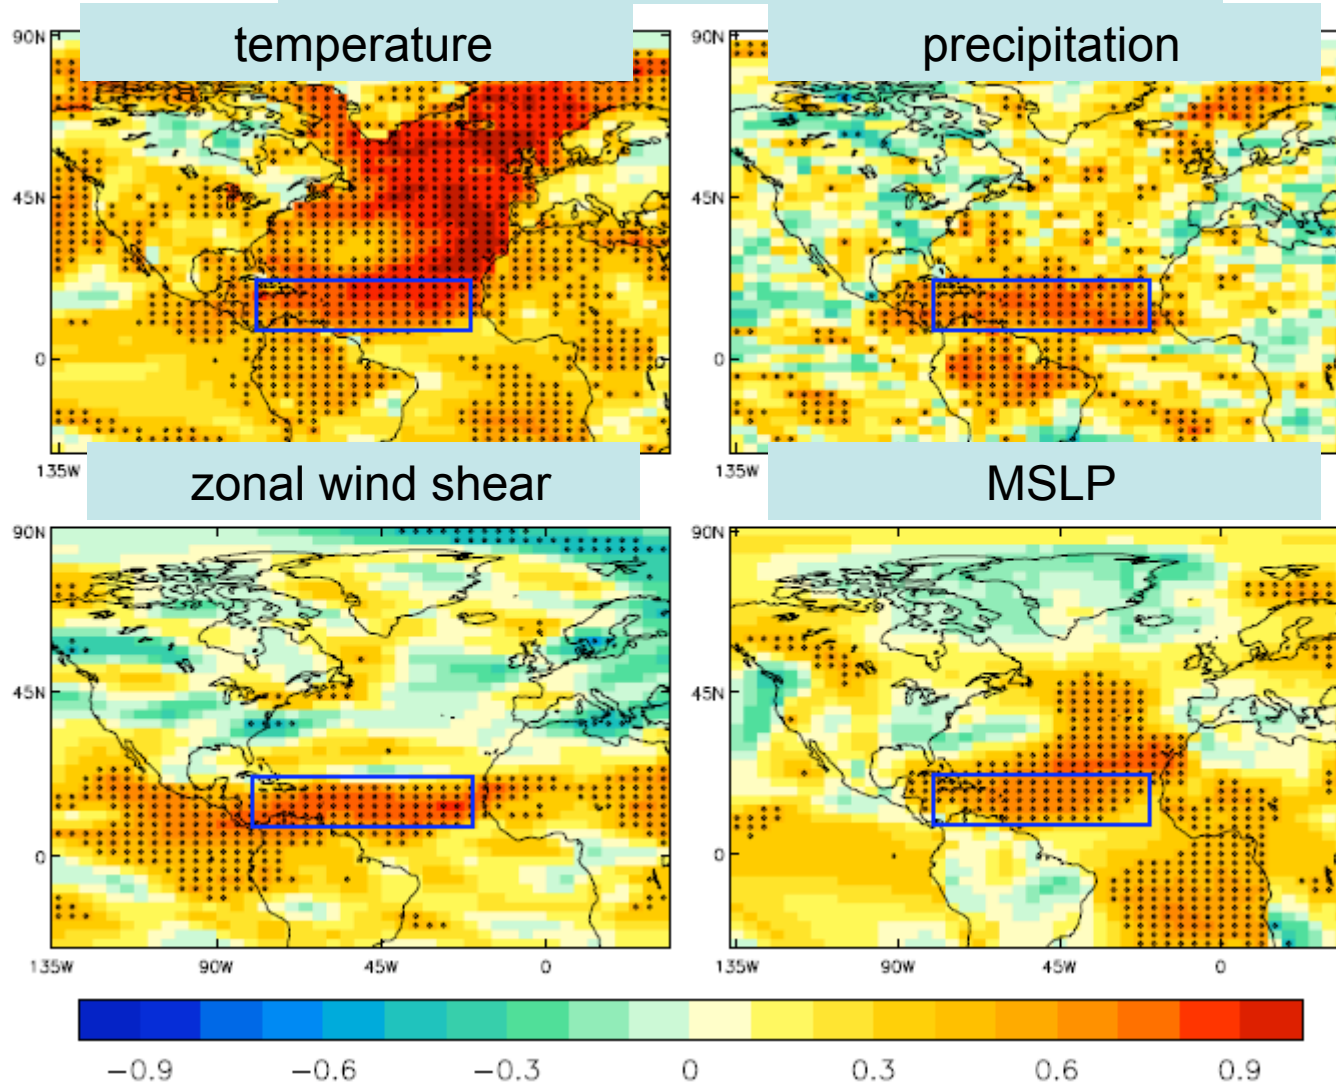 temperature
precipitation
90N
45N
0
135W
90N
45N
0
135W
zonal wind shear
MSLP
90N
45N
0
135W 90W 45W 0
90N
45N
0
135W 90W 45W 0
−0.9 −0.6 −0.3 0 0.3 0.6 0.9